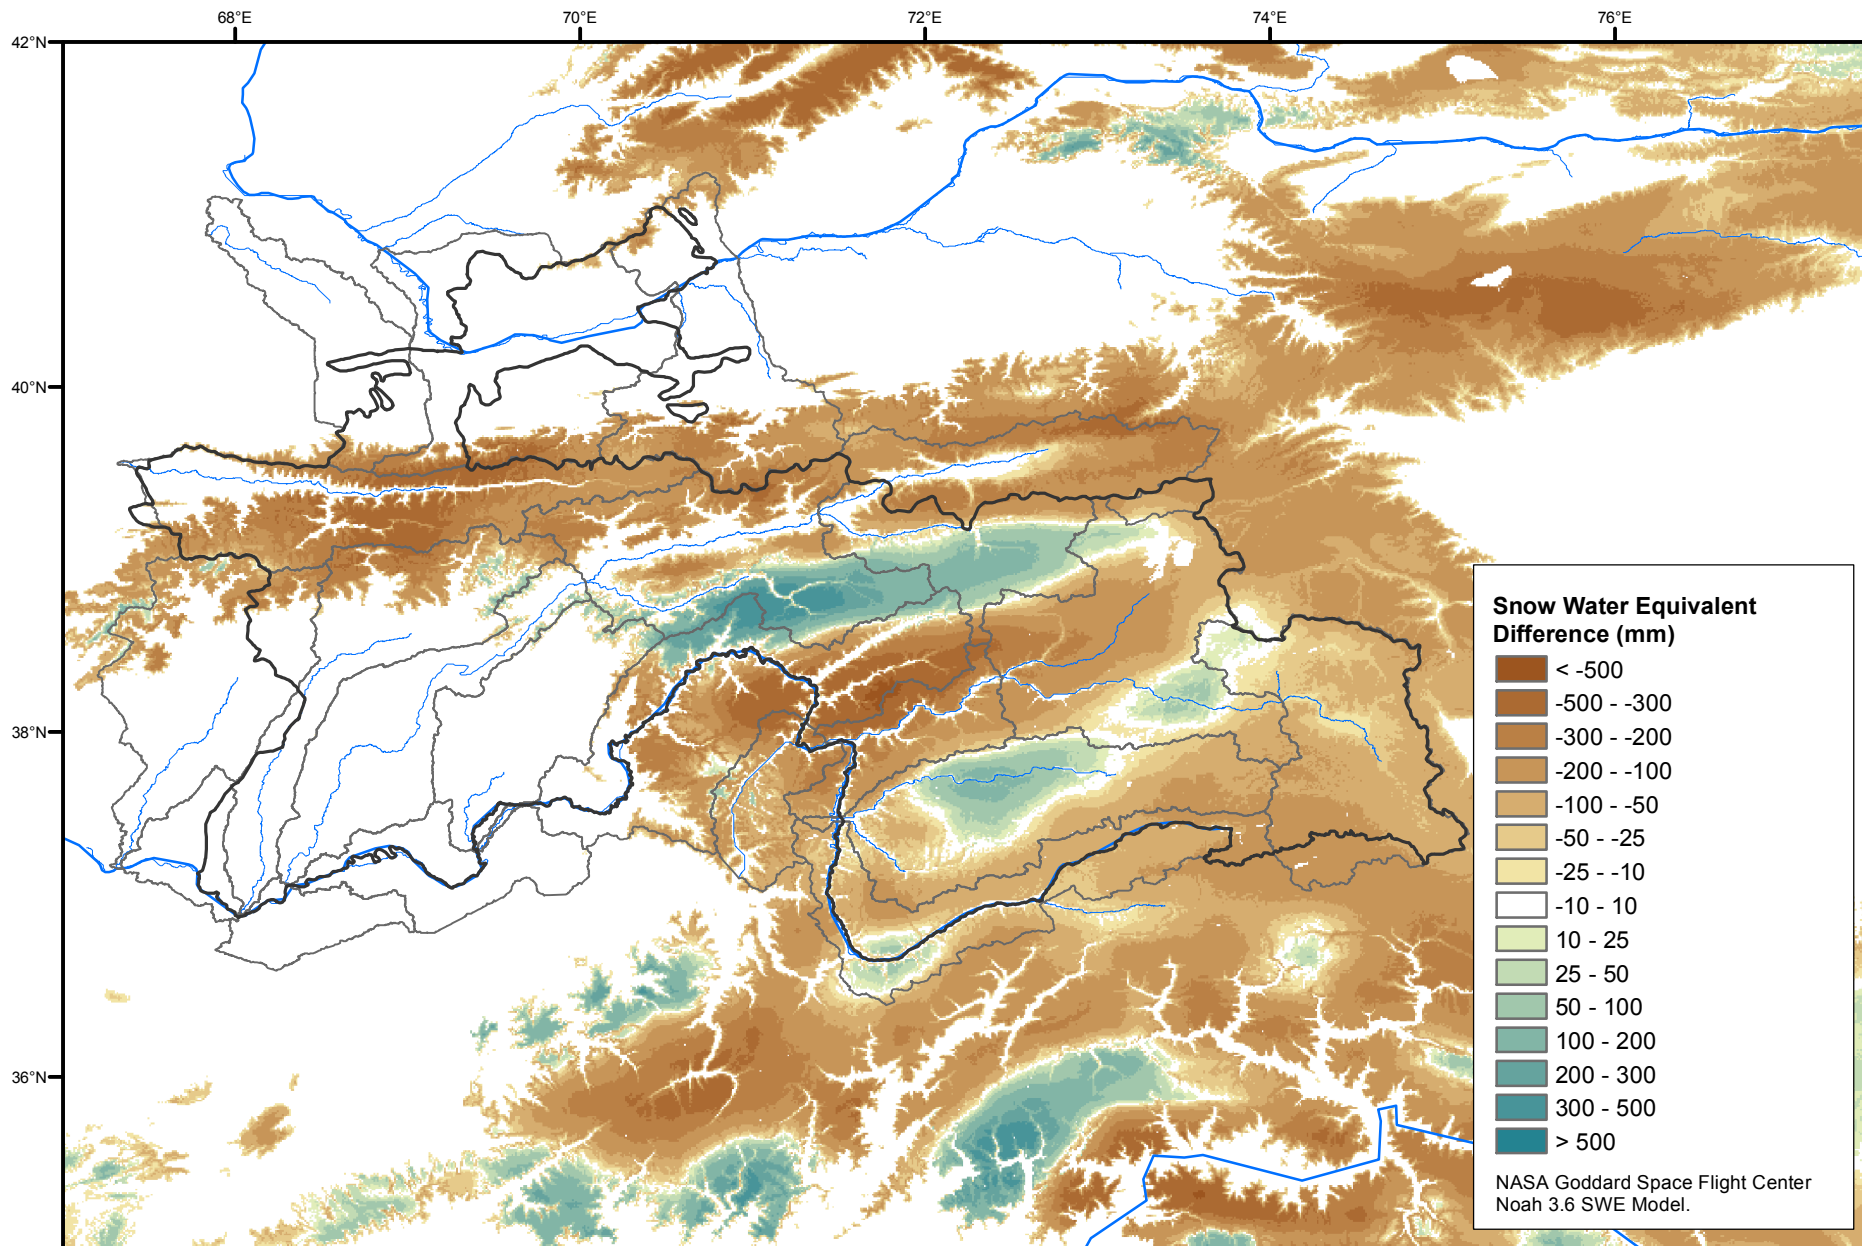 68°E 70°E 72°E 74°E 76°E
42°N
40°N
38°N
36°N
Snow Water Equivalent
Difference (mm)
< -500
-500 - -300
-300 - -200
-200 - -100
-100 - -50
-50 - -25
-25 - -10
-10 - 10
10 - 25
25 - 50
50 - 100
100 - 200
200 - 300
300 - 500
> 500
NASA Goddard Space Flight Center
Noah 3.6 SWE Model.